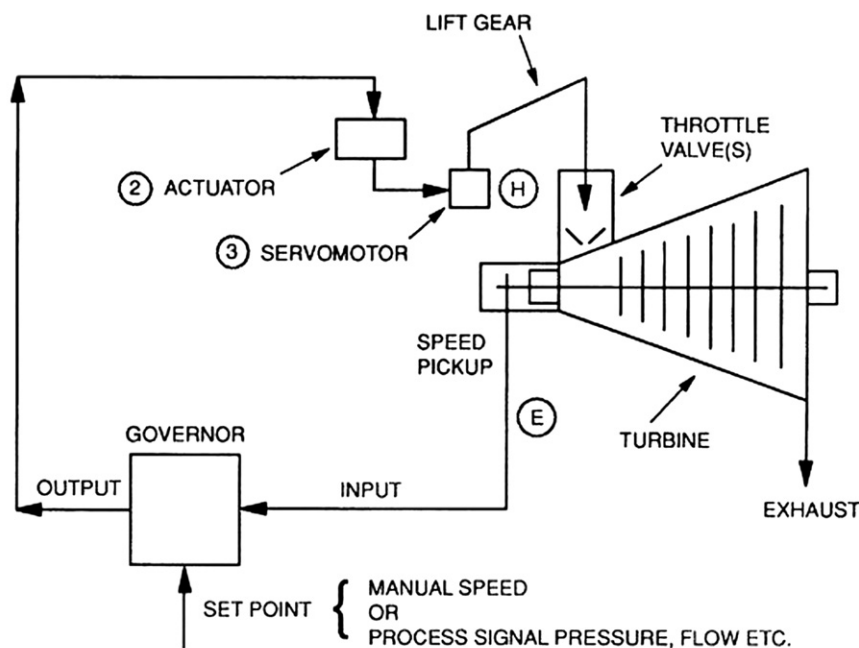 LIFT GEAR
THROTTLE
VALVE(S)
2 ACTUATOR
H
3 SERVOMOTOR
SPEED
PICKUP
E
TURBINE
GOVERNOR
OUTPUT
INPUT
EXHAUST
SET POINT { MANUAL SPEED
OR
PROCESS SIGNAL PRESSURE, FLOW ETC.